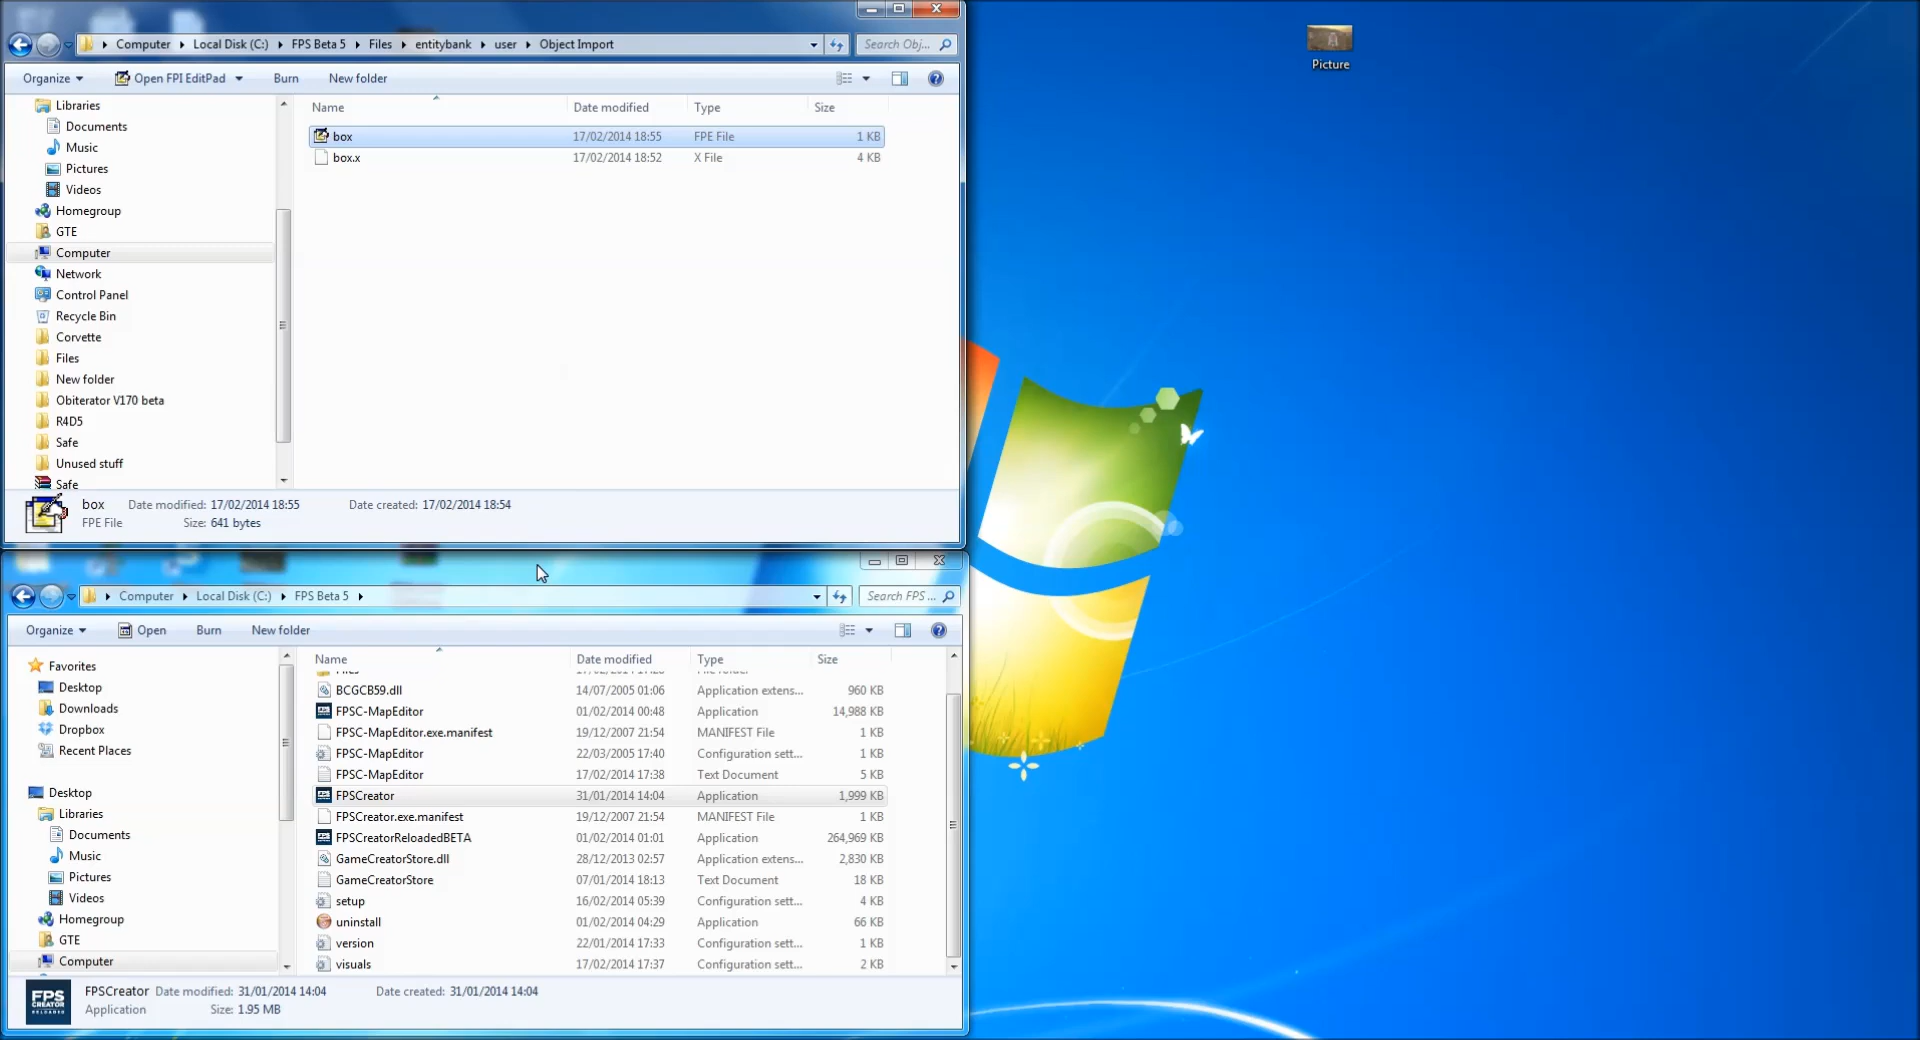 Computer Local Disk (C:) FPS Beta 5 Files entitybank user Object Import Search Obj...
Organize Open FPI EditPad Burn New folder
Name Date modified Type Size
box 17/02/2014 18:55 FPE File 1 KB
box.x 17/02/2014 18:52 X File 4 KB
Libraries
Documents
Music
Pictures
Videos
Homegroup
GTE
Computer
Network
Control Panel
Recycle Bin
Corvette
Files
New folder
Obiterator V170 beta
R4D5
Safe
Unused stuff
Safe
box Date modified: 17/02/2014 18:55 Date created: 17/02/2014 18:54
FPE File Size: 641 bytes
Picture
Computer Local Disk (C:) FPS Beta 5 Search FPS ...
Organize Open Burn New folder
Name Date modified Type Size
BCGCB59.dll 14/07/2005 01:06 Application extens... 960 KB
FPSC-MapEditor 01/02/2014 00:48 Application 14,988 KB
FPSC-MapEditor.exe.manifest 19/12/2007 21:54 MANIFEST File 1 KB
FPSC-MapEditor 22/03/2005 17:40 Configuration sett... 1 KB
FPSC-MapEditor 17/02/2014 17:38 Text Document 5 KB
FPSCreator 31/01/2014 14:04 Application 1,999 KB
FPSCreator.exe.manifest 19/12/2007 21:54 MANIFEST File 1 KB
FPSCreatorReloadedBETA 01/02/2014 01:01 Application 264,969 KB
GameCreatorStore.dll 28/12/2013 02:57 Application extens... 2,830 KB
GameCreatorStore 07/01/2014 18:13 Text Document 18 KB
setup 16/02/2014 05:39 Configuration sett... 4 KB
uninstall 01/02/2014 04:29 Application 66 KB
version 22/01/2014 17:33 Configuration sett... 1 KB
visuals 17/02/2014 17:37 Configuration sett... 2 KB
Favorites
Desktop
Downloads
Dropbox
Recent Places
Desktop
Libraries
Documents
Music
Pictures
Videos
Homegroup
GTE
Computer
FPS
CREATOR
RELOADED
FPSCreator Date modified: 31/01/2014 14:04 Date created: 31/01/2014 14:04
Application Size: 1.95 MB